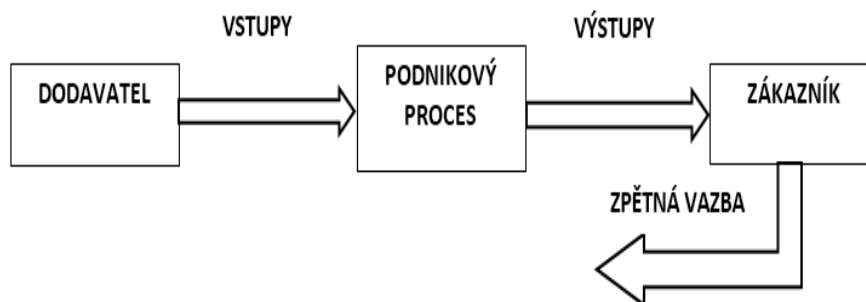 VSTUPY
VÝSTUPY
DODAVATEL
PODNIKOVÝ
PROCES
ZÁKAZNÍK
ZPĚTNÁ VAZBA